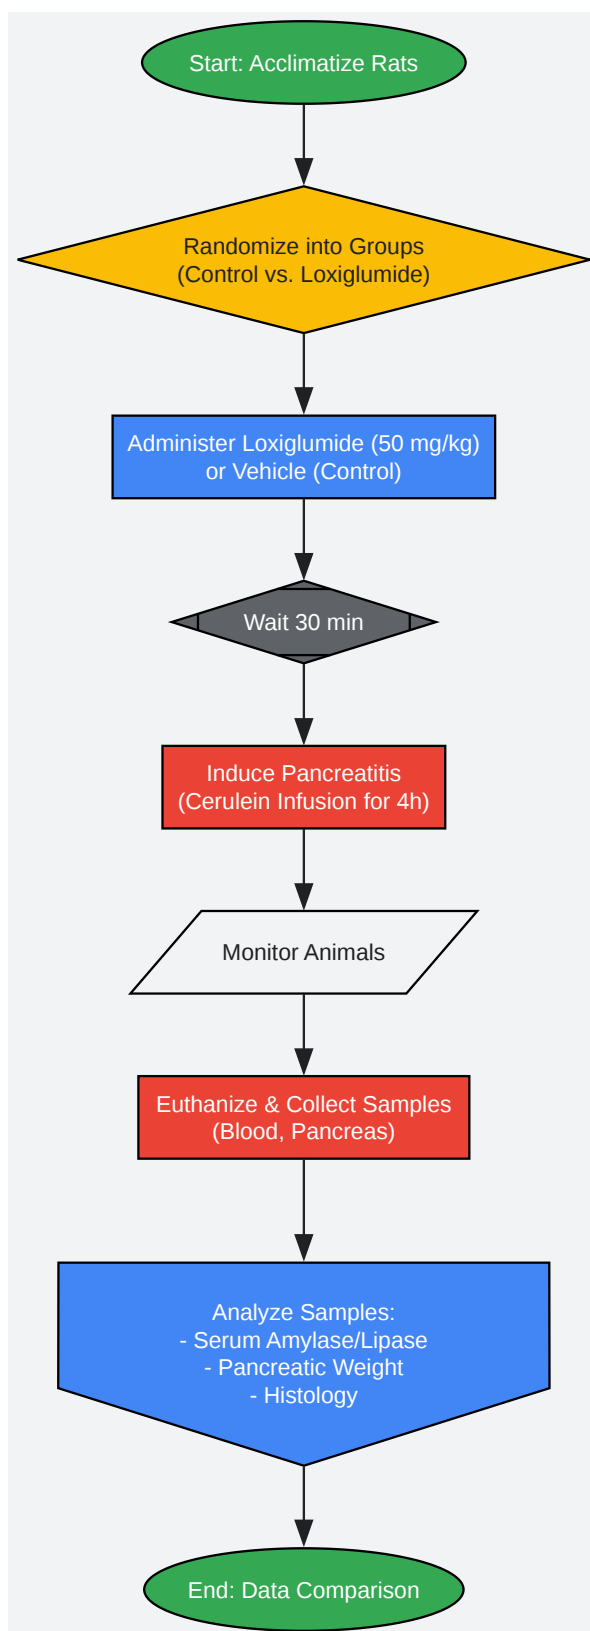 Start: Acclimatize Rats
Randomize into Groups
(Control vs. Loxiglumide)
Administer Loxiglumide (50 mg/kg)
or Vehicle (Control)
Wait 30 min
Induce Pancreatitis
(Cerulein Infusion for 4h)
Monitor Animals
Euthanize & Collect Samples
(Blood, Pancreas)
Analyze Samples:
- Serum Amylase/Lipase
- Pancreatic Weight
- Histology
End: Data Comparison